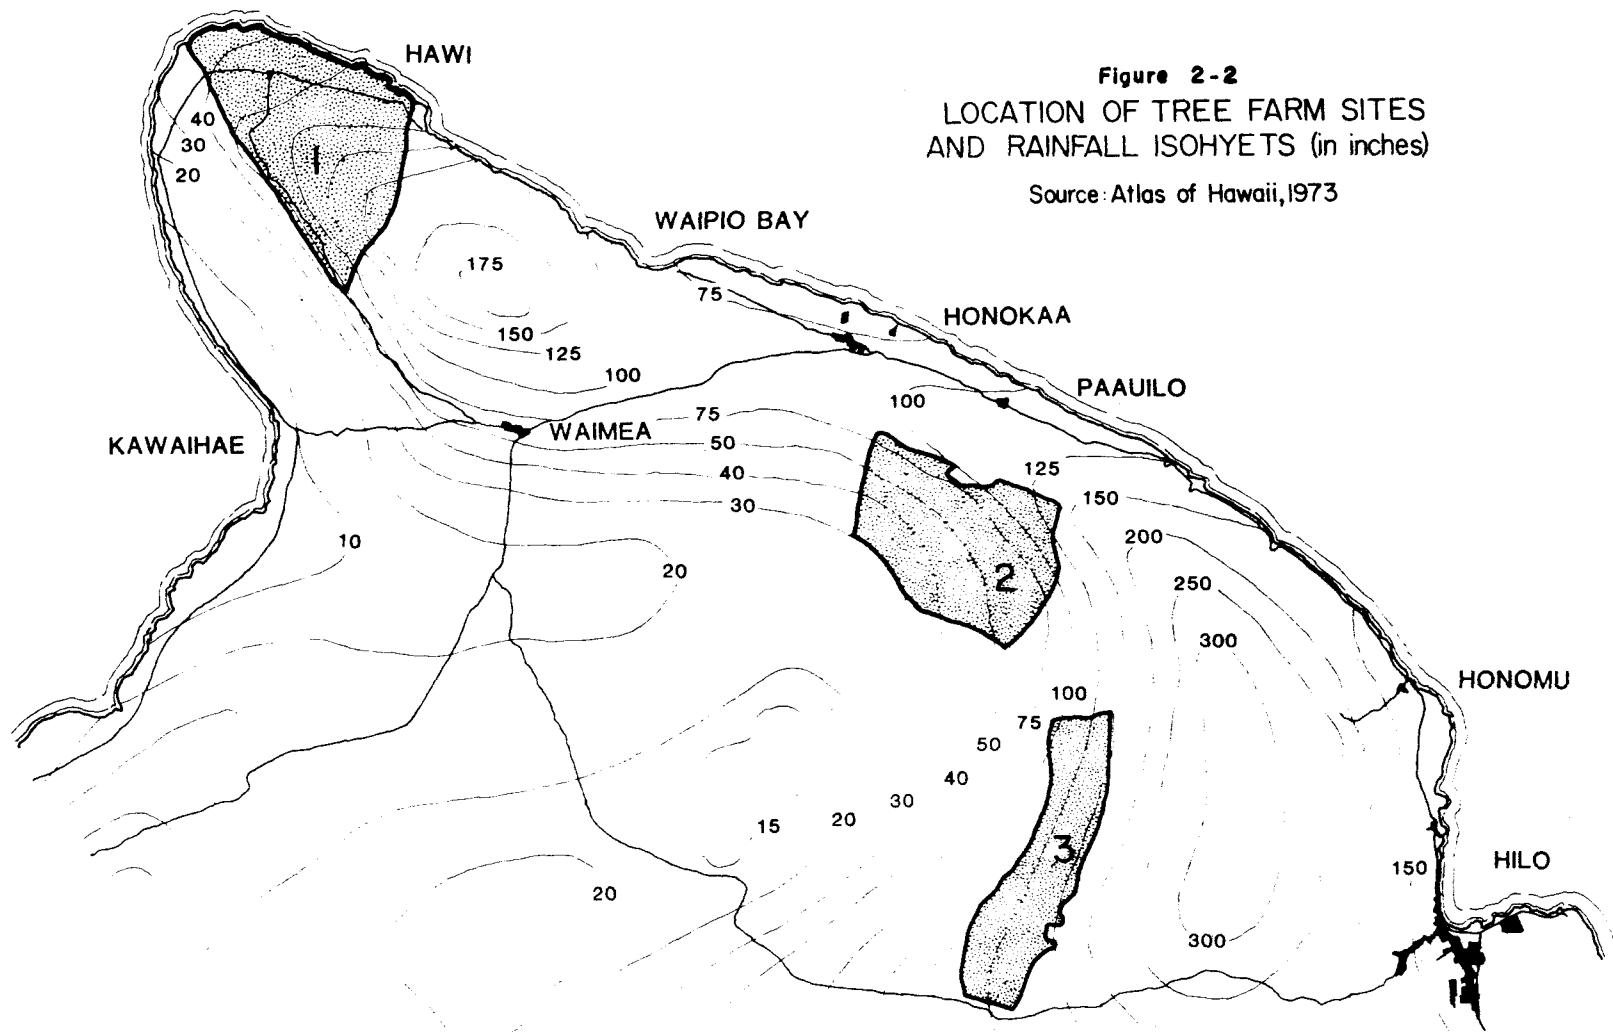 HAWI
Figure 2-2
LOCATION OF TREE FARM SITES
AND RAINFALL ISOHYETS (in inches)
Source: Atlas of Hawaii, 1973
40
30
20
1
WAIPIO BAY
175
75
HONOKAA
150
125
100
PAAUILO
100
75
WAIMEA
KAWAIHAE
50
40
30
125
150
10
20
200
2
250
300
HONOMU
100
75
50
40
30
20
15
3
150
HILO
20
300